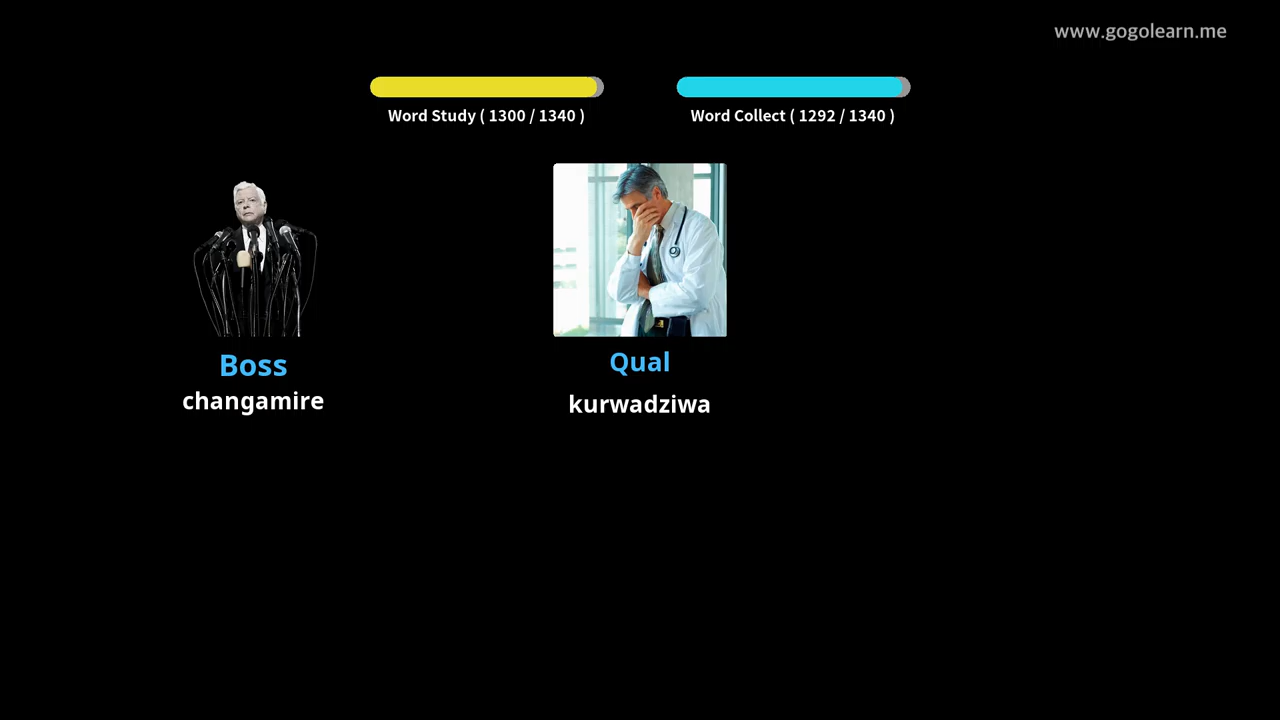 www.gogolearn.me
Word Study ( 1300 / 1340 )
Word Collect ( 1292 / 1340 )
Boss
changamire
Qual
kurwadziwa